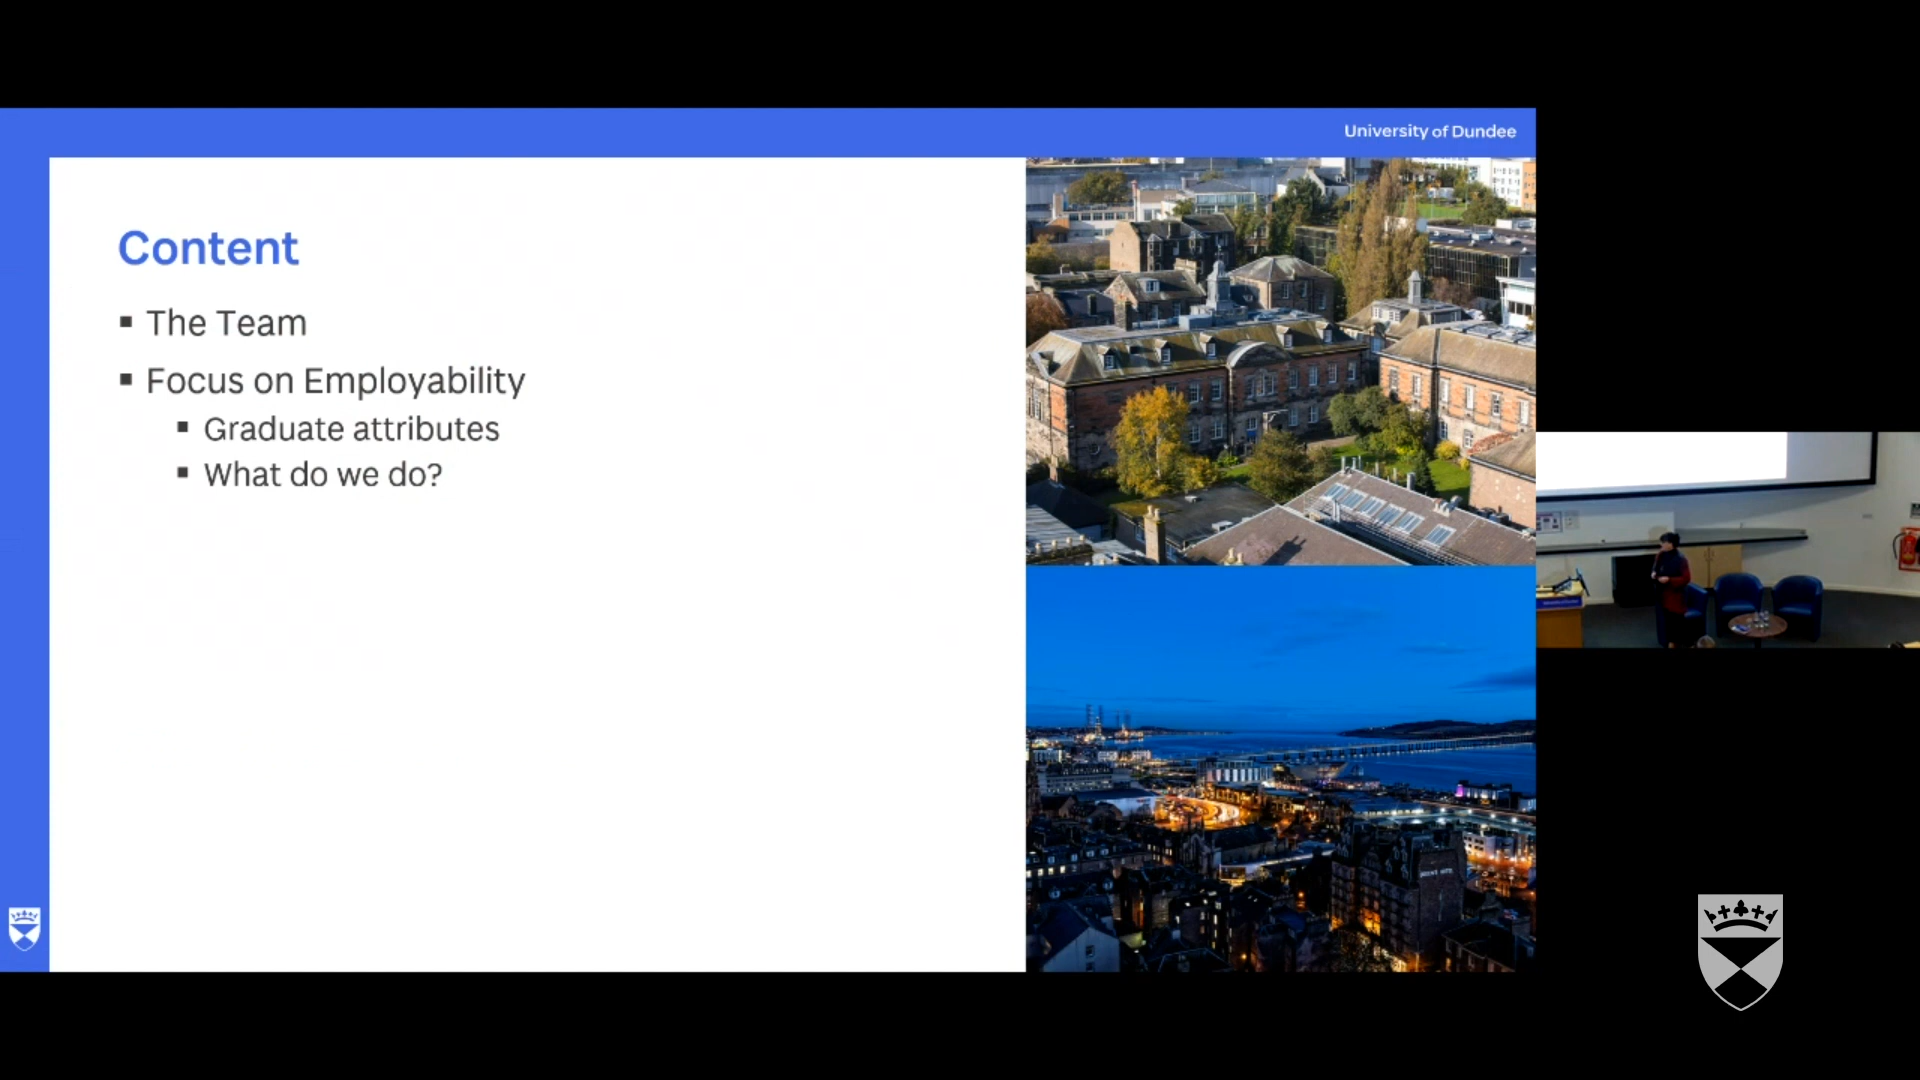 University of Dundee
Content
▪ The Team
▪ Focus on Employability
▪ Graduate attributes
▪ What do we do?